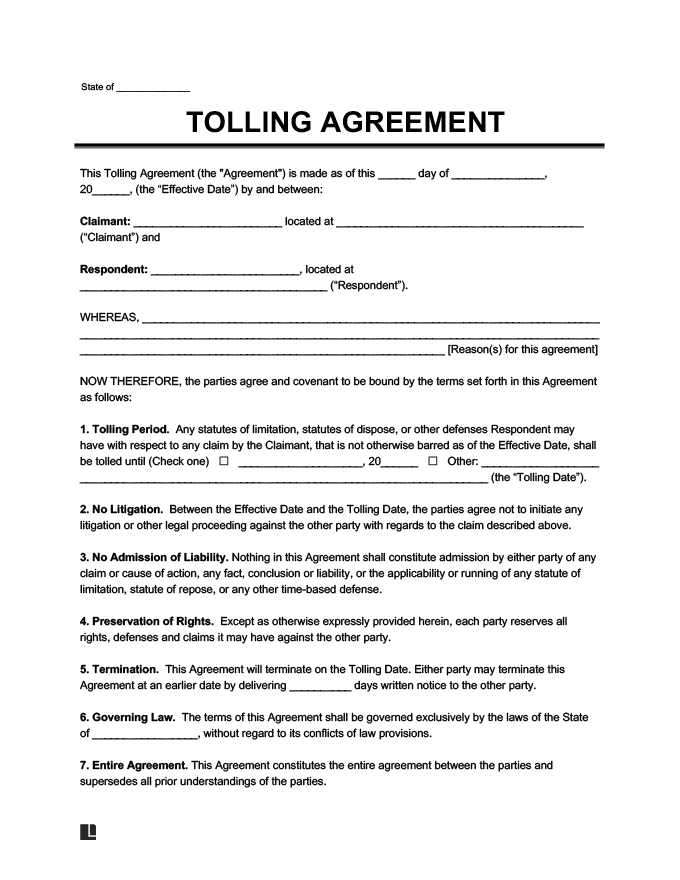 State of ______________
TOLLING AGREEMENT
This Tolling Agreement (the "Agreement") is made as of this ______ day of _______________,
20______, (the “Effective Date”) by and between:
Claimant: ________________________ located at ________________________________________
(“Claimant”) and
Respondent: ________________________, located at
________________________________________ (“Respondent”).
WHEREAS, __________________________________________________________________________
____________________________________________________________________________________
___________________________________________________________ [Reason(s) for this agreement]
NOW THEREFORE, the parties agree and covenant to be bound by the terms set forth in this Agreement
as follows:
1. Tolling Period. Any statutes of limitation, statutes of dispose, or other defenses Respondent may
have with respect to any claim by the Claimant, that is not otherwise barred as of the Effective Date, shall
be tolled until (Check one) ☐ ____________________, 20______ ☐ Other: ___________________
__________________________________________________________________ (the “Tolling Date”).
2. No Litigation. Between the Effective Date and the Tolling Date, the parties agree not to initiate any
litigation or other legal proceeding against the other party with regards to the claim described above.
3. No Admission of Liability. Nothing in this Agreement shall constitute admission by either party of any
claim or cause of action, any fact, conclusion or liability, or the applicability or running of any statute of
limitation, statute of repose, or any other time-based defense.
4. Preservation of Rights. Except as otherwise expressly provided herein, each party reserves all
rights, defenses and claims it may have against the other party.
5. Termination. This Agreement will terminate on the Tolling Date. Either party may terminate this
Agreement at an earlier date by delivering __________ days written notice to the other party.
6. Governing Law. The terms of this Agreement shall be governed exclusively by the laws of the State
of _________________, without regard to its conflicts of law provisions.
7. Entire Agreement. This Agreement constitutes the entire agreement between the parties and
supersedes all prior understandings of the parties.